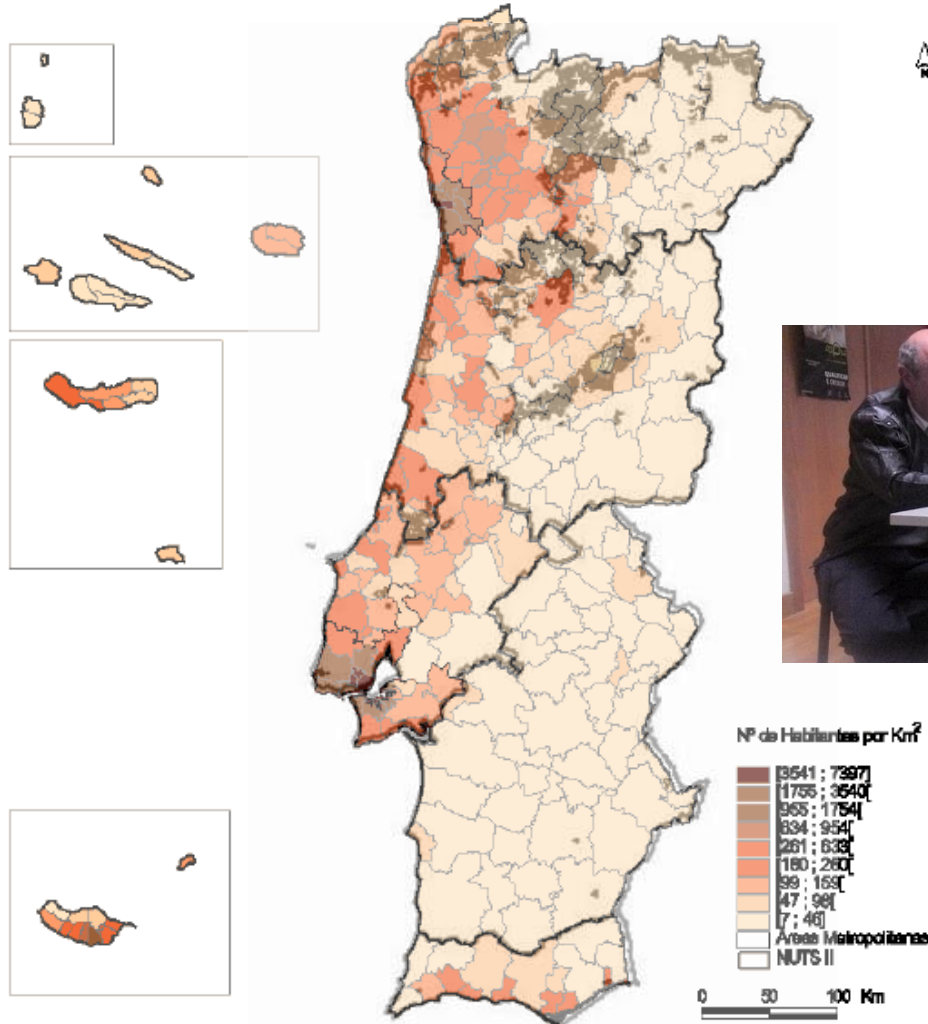 N
Nº de Habitantes por Km²
[3541 ; 7397]
[1755 ; 3540[
[955 ; 1754[
[634 ; 954[
[261 ; 633[
[160 ; 260[
[99 ; 159[
[47 ; 98[
[7 ; 46[
Áreas Metropolitanas
NUTS II
0 50 100 Km